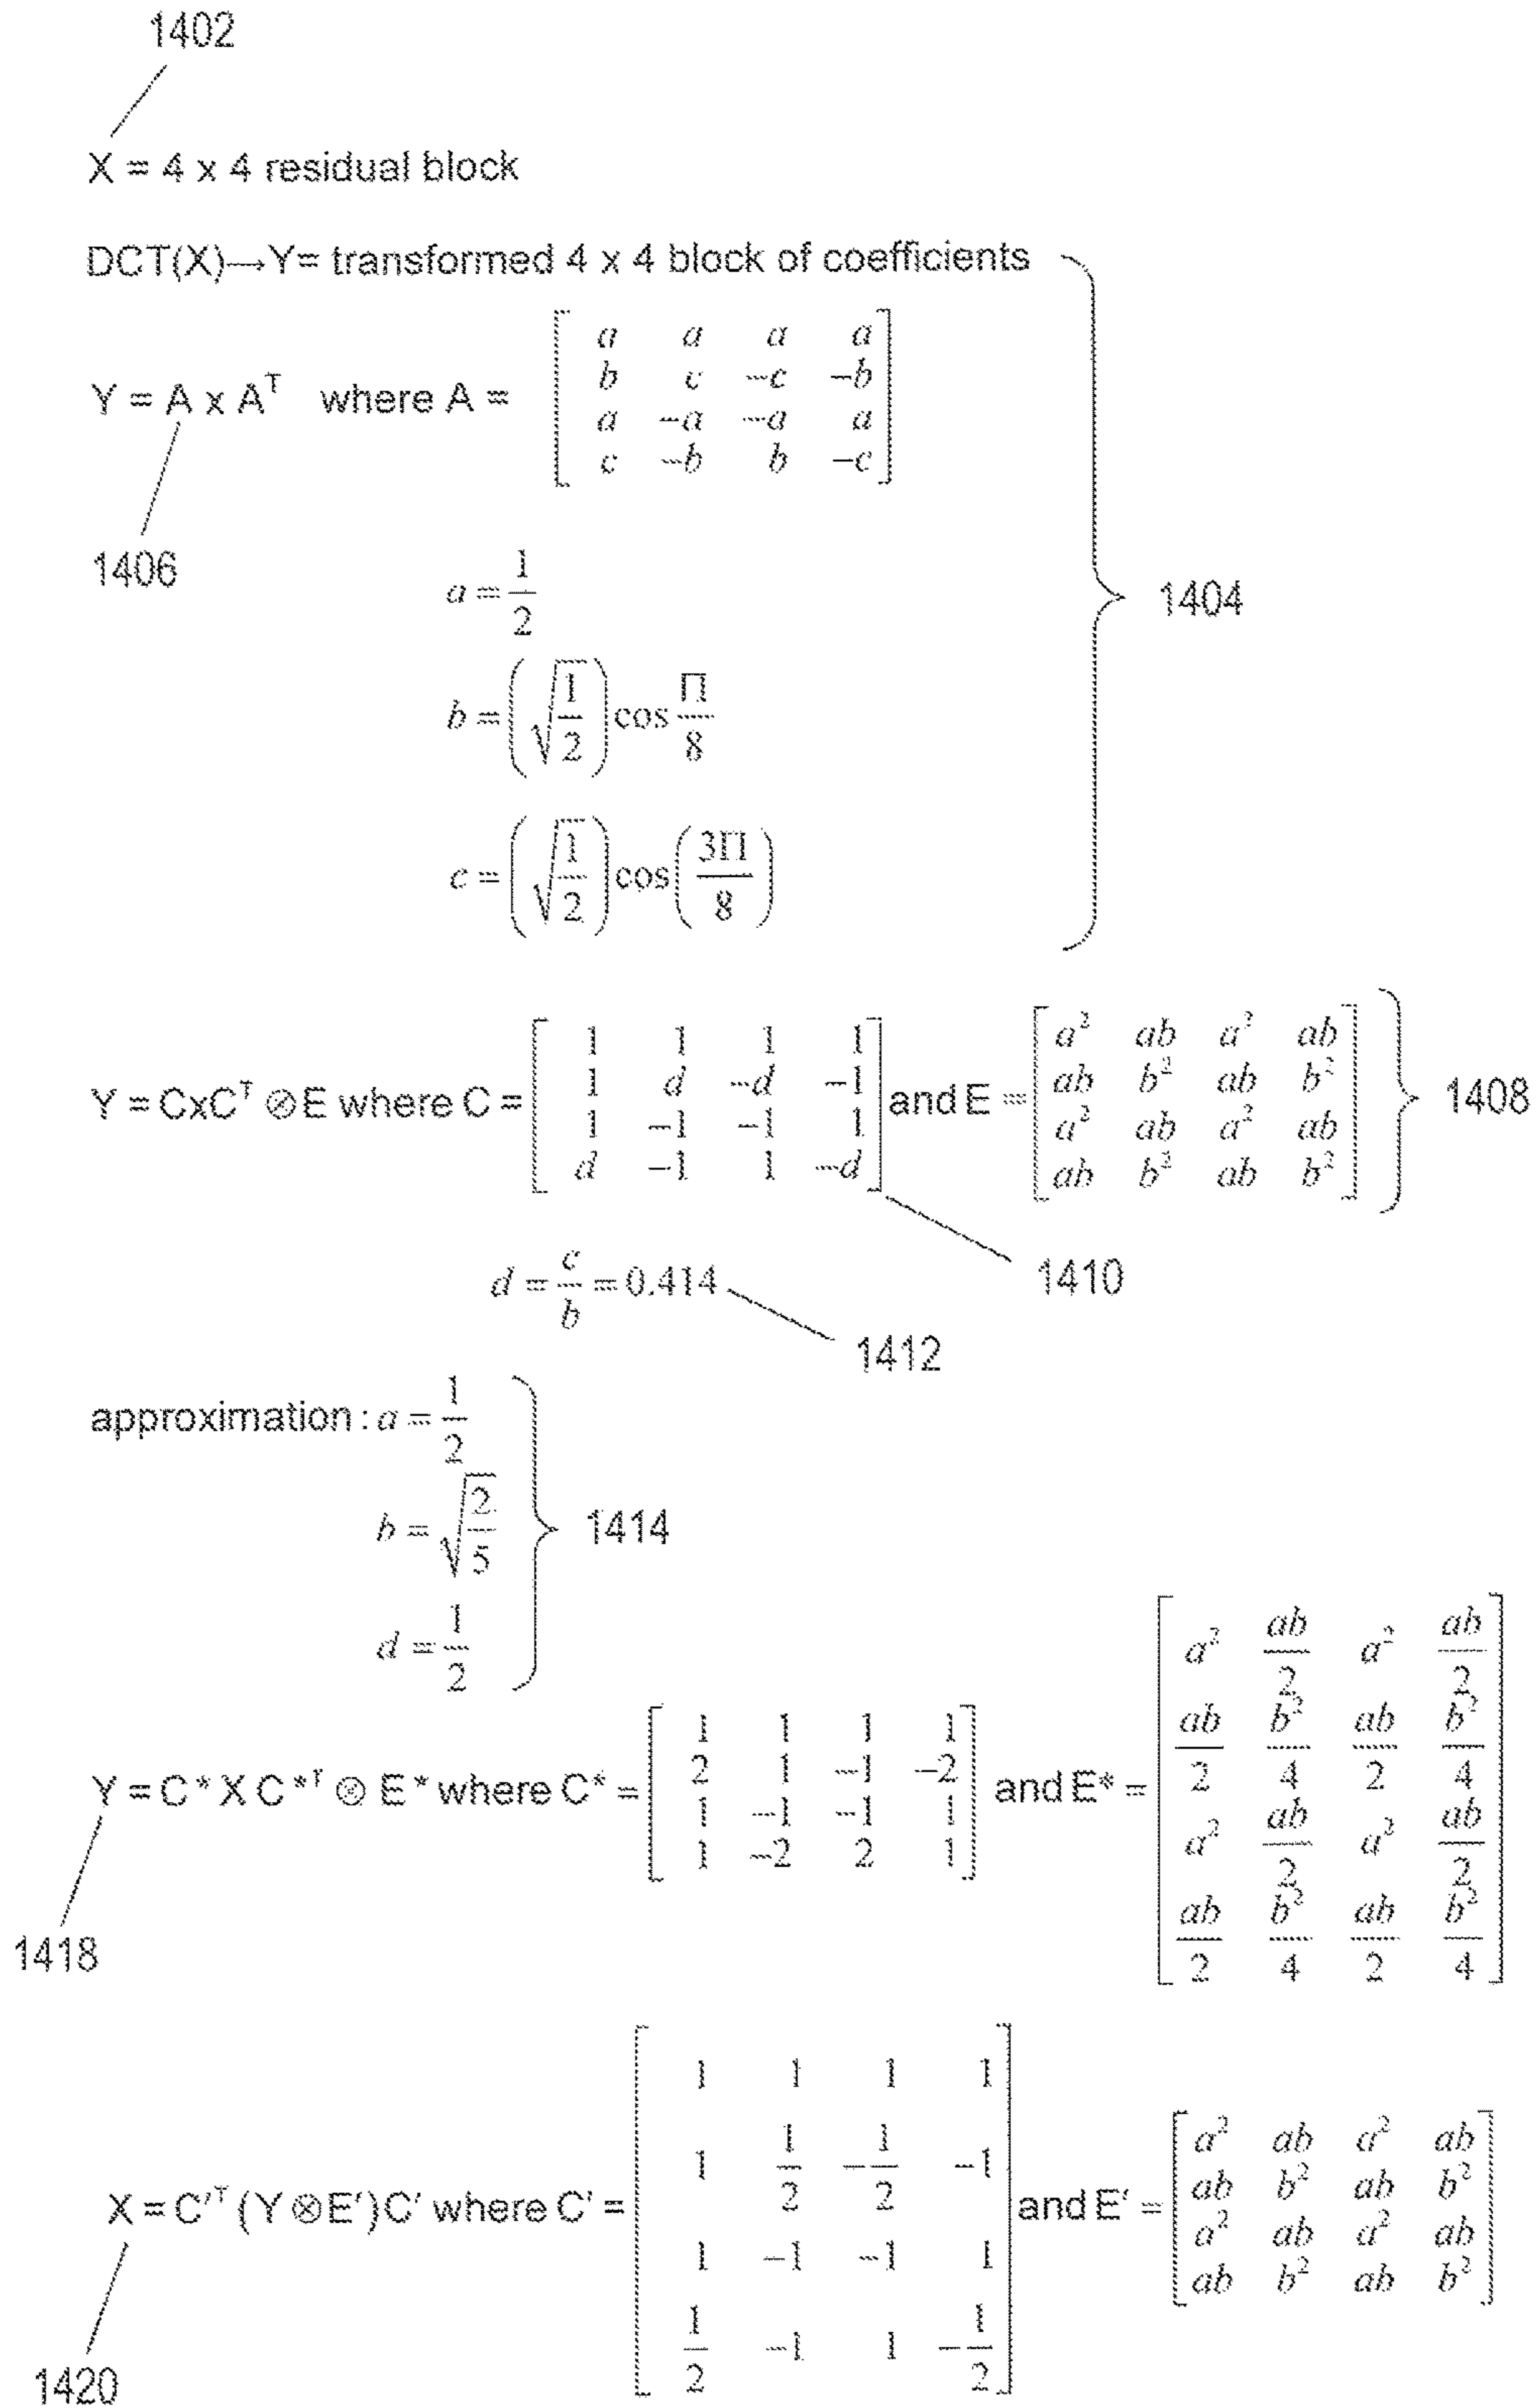 1402
X = 4 x 4 residual block
DCT(X)→Y= transformed 4 x 4 block of coefficients
Y = A x Aᵀ where A = [ a a a a
b c −c −b
a −a −a a
c −b b −c ]
1406
a = 1/2
1404
b = (√(1/2)) cos Π/8
c = (√(1/2)) cos(3Π/8)
Y = CxCᵀ ⊗ E where C = [ 1 1 1 1
1 d −d −1
1 −1 −1 1
d −1 1 −d ] and E = [ a² ab a² ab
ab b² ab b²
a² ab a² ab
ab b² ab b² ]
1408
1410
d = c/b = 0.414
1412
approximation : a = 1/2
b = √(2/5)
1414
d = 1/2
Y = C* X C*ᵀ ⊗ E* where C* = [ 1 1 1 1
2 1 −1 −2
1 −1 −1 1
1 −2 2 1 ] and E* = [ a² ab/2 a² ab/2
ab/2 b²/4 ab/2 b²/4
a² ab/2 a² ab/2
ab/2 b²/4 ab/2 b²/4 ]
1418
X = C′ᵀ (Y ⊗ E′) C′ where C′ = [ 1 1 1 1
1 1/2 −1/2 −1
1 −1 −1 1
1/2 −1 1 −1/2 ] and E′ = [ a² ab a² ab
ab b² ab b²
a² ab a² ab
ab b² ab b² ]
1420